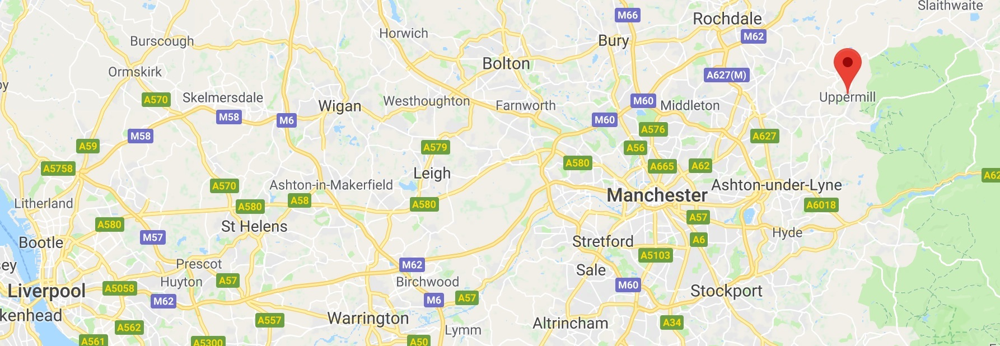 Slaithwaite
M66
Rochdale
Horwich
M62
Burscough
Bury
Bolton
Ormskirk
A627(M)
Skelmersdale
A570
Uppermill
Westhoughton
M60
Middleton
Wigan
Farnworth
M58
M6
M60
A576
M58
A627
A59
A579
A56
A580
A62
A665
A5758
Leigh
A62
A570
Ashton-in-Makerfield
Ashton-under-Lyne
Manchester
A58
Litherland
A580
A580
A6018
A57
A580
St Helens
Hyde
M57
A6
Bootle
Stretford
A5103
Prescot
M62
Sale
Huyton
A57
Birchwood
M60
A5058
Liverpool
Stockport
M62
M6
A57
kenhead
Warrington
A557
Altrincham
A34
A562
Lymm
A561
A5300
A50